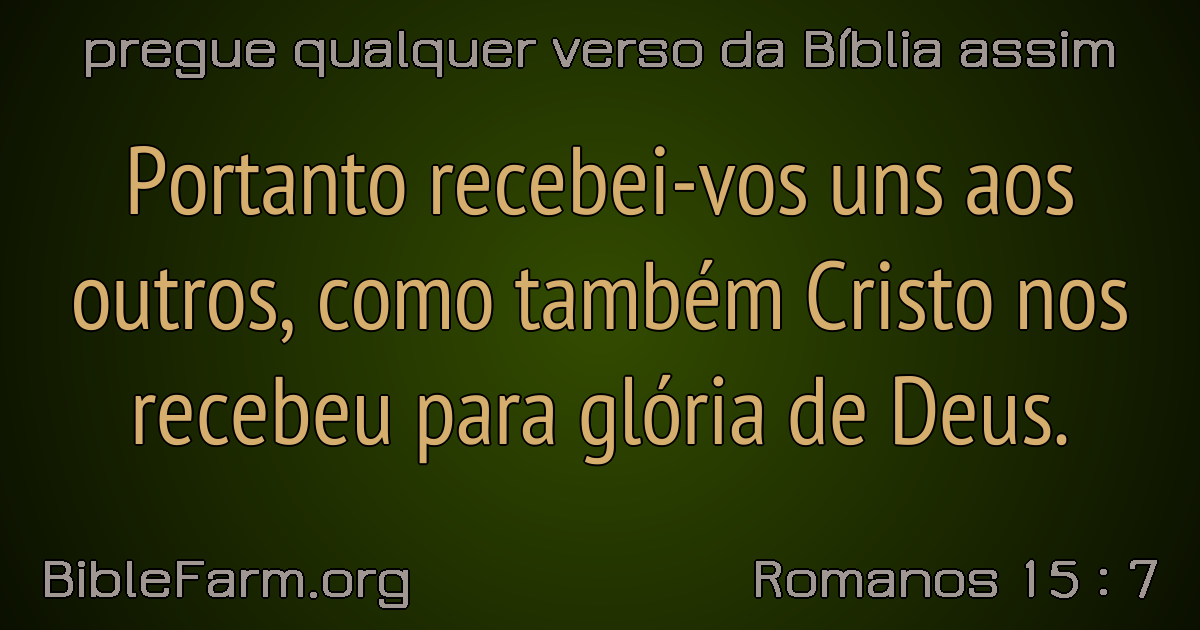 pregue qualquer verso da Bíblia assim
Portanto recebei-vos uns aos
outros, como também Cristo nos
recebeu para glória de Deus.
BibleFarm.org
Romanos 15 : 7